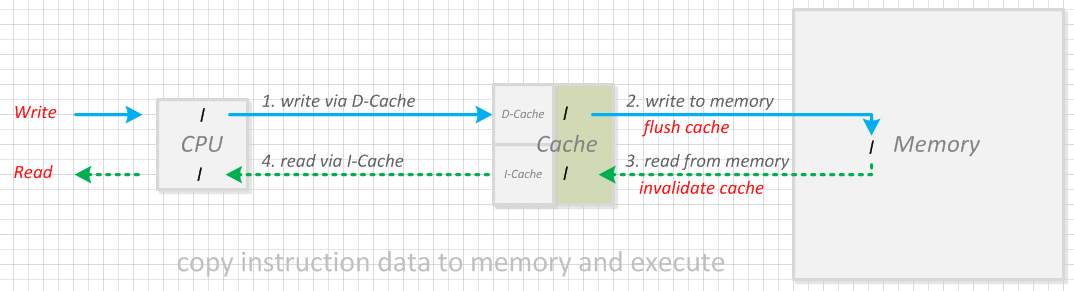 Write
1. write via D-Cache
D-Cache
I
2. write to memory
flush cache
I
CPU
Cache
I
Memory
Read
4. read via I-Cache
I
I-Cache
I
3. read from memory
invalidate cache
copy instruction data to memory and execute